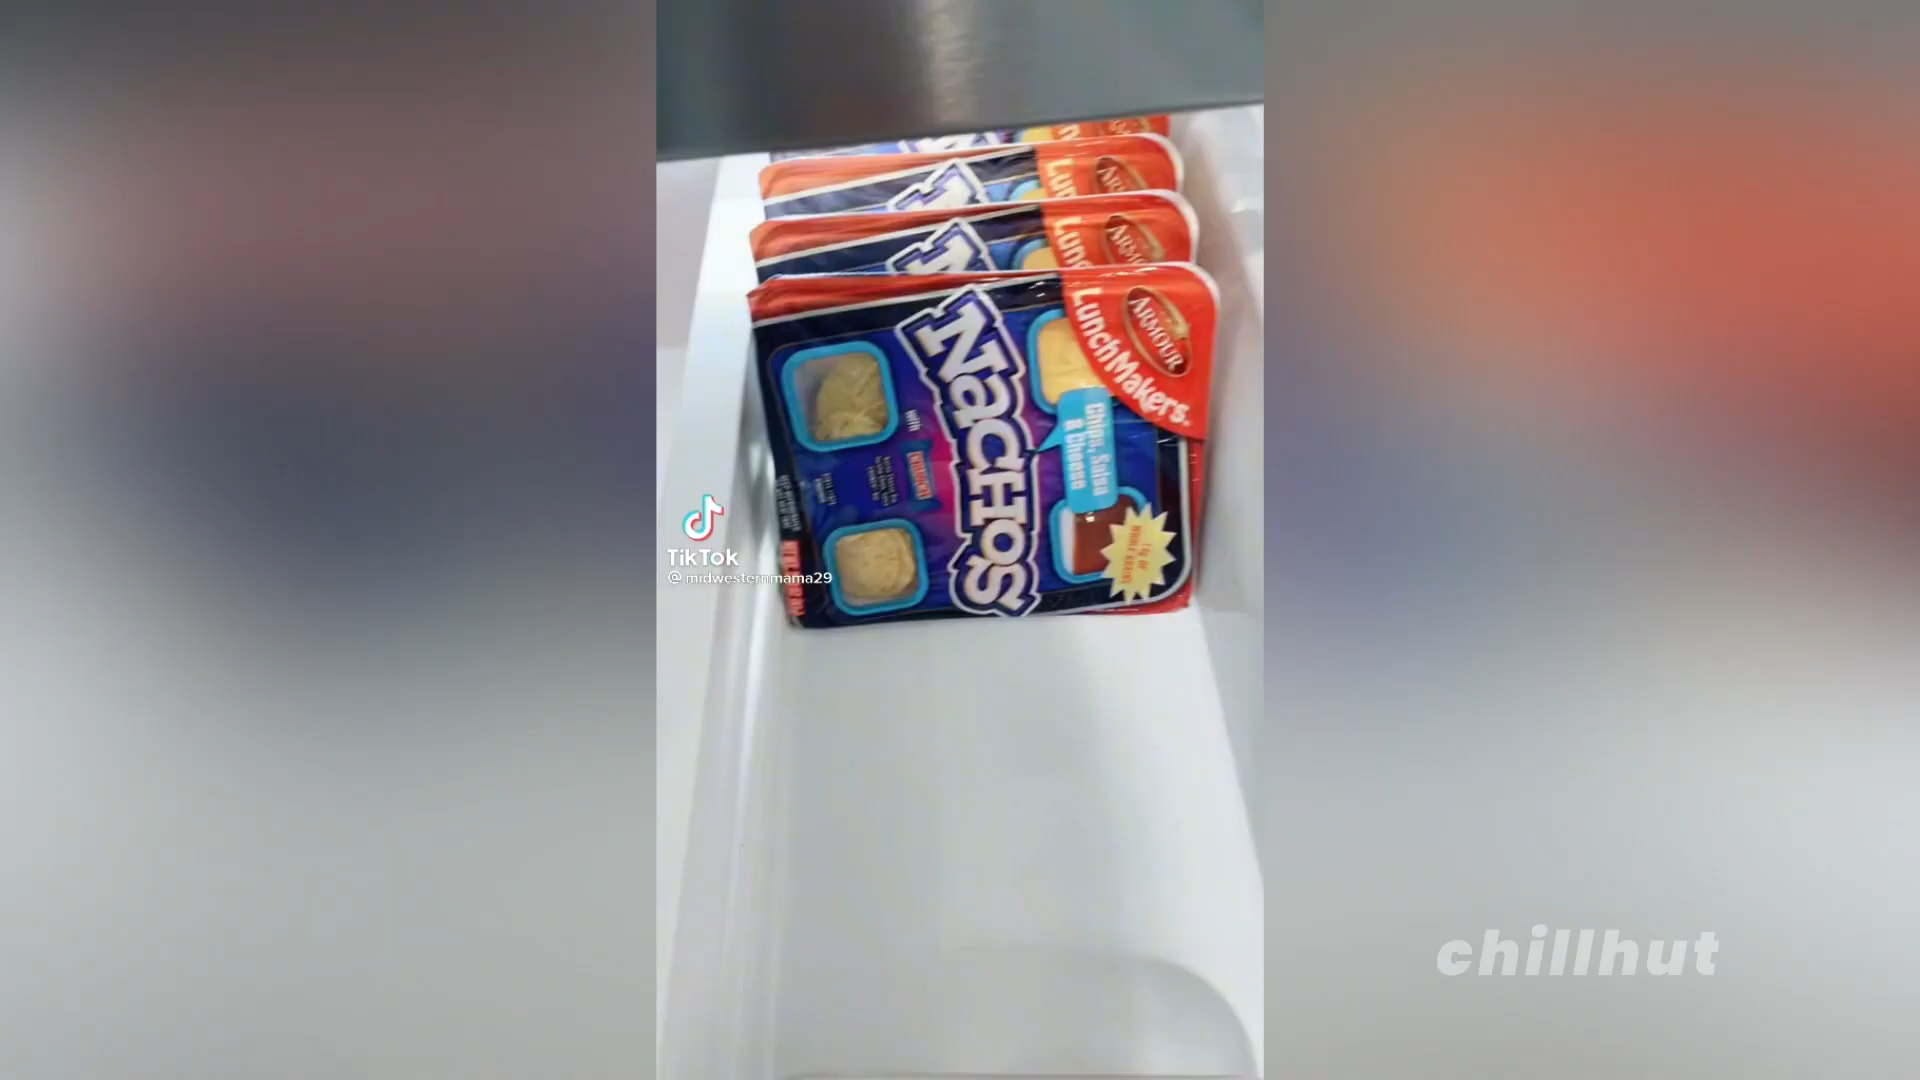 ARMOUR
LunchMakers.
NACHOS
Chips, Salsa
& Cheese
with
TikTok
@midwesternmama29
chillhut